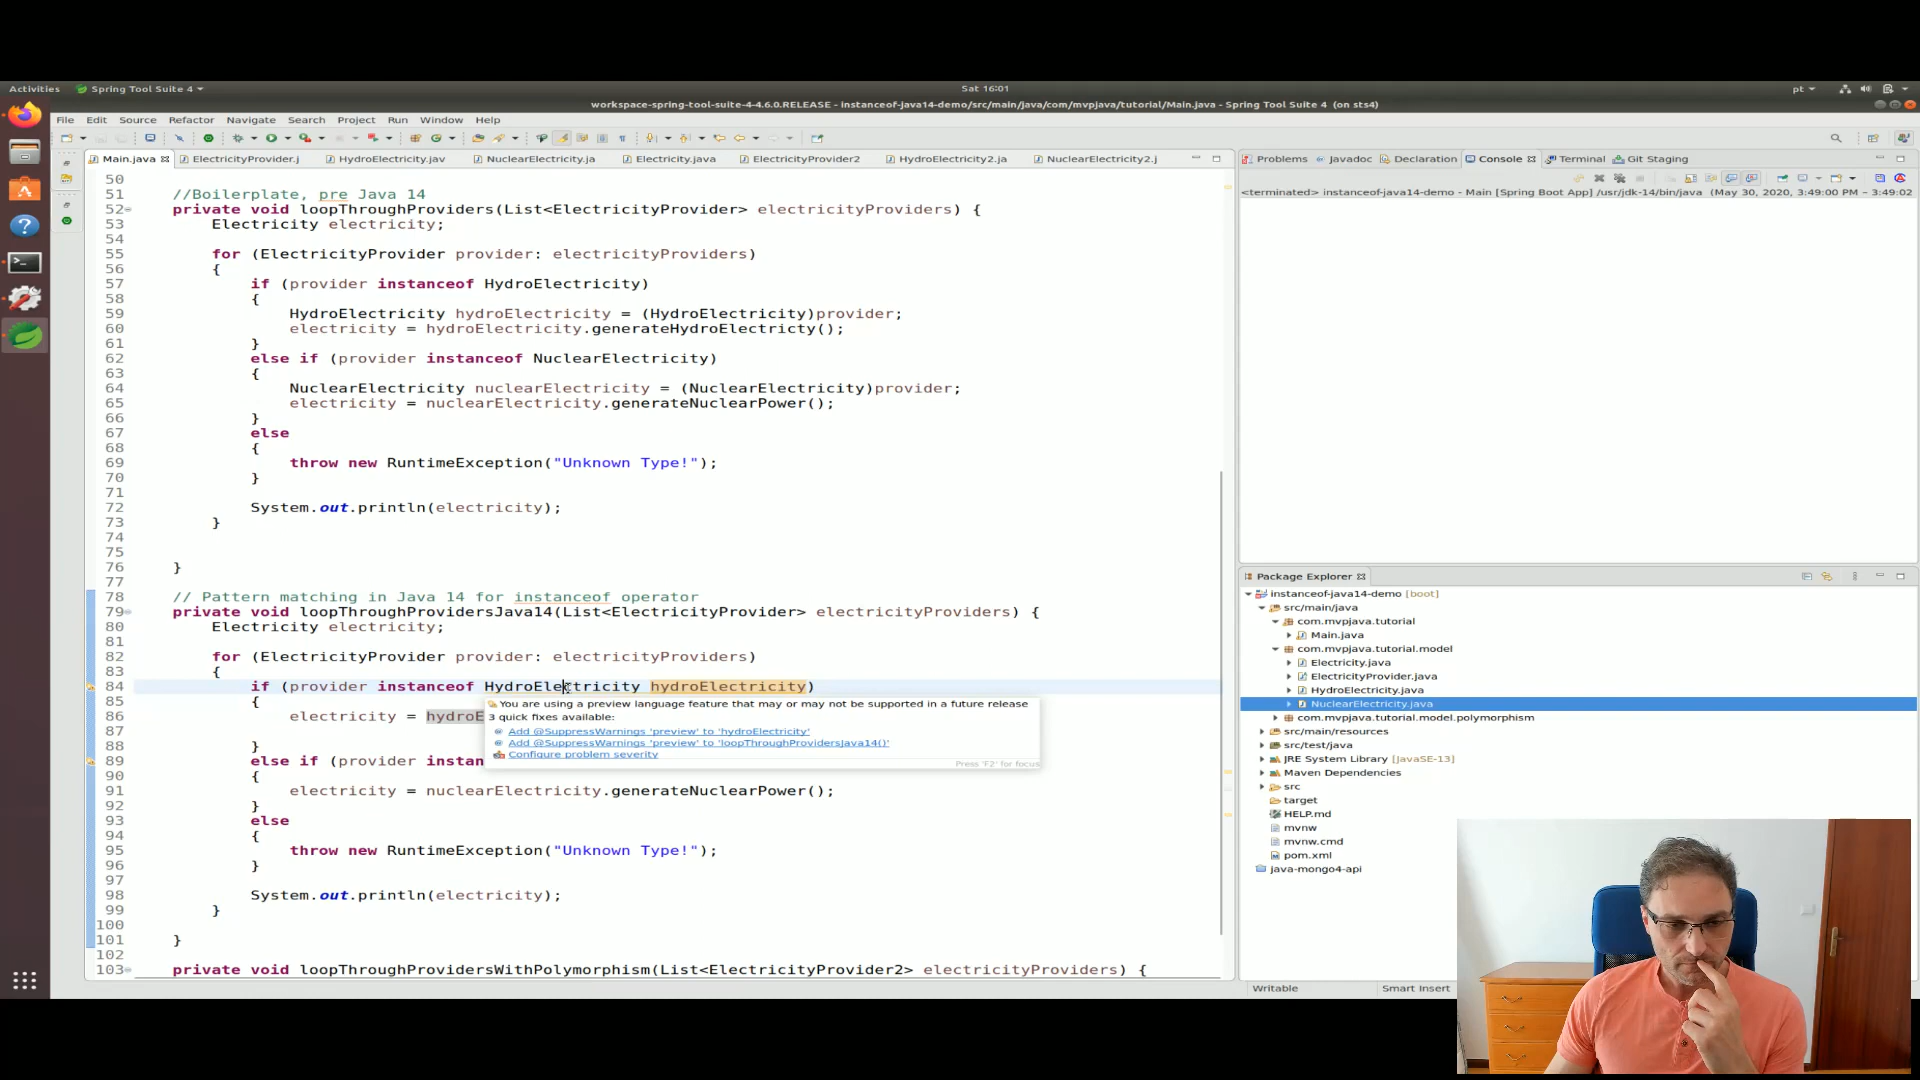 Activities
Spring Tool Suite 4
Sat 16:01
pt
workspace-spring-tool-suite-4-4.6.0.RELEASE - instanceof-java14-demo/src/main/java/com/mvpjava/tutorial/Main.java - Spring Tool Suite 4 (on sts4)
File Edit Source Refactor Navigate Search Project Run Window Help
Main.java ElectricityProvider.j HydroElectricity.jav NuclearElectricity.ja Electricity.java ElectricityProvider2 HydroElectricity2.ja NuclearElectricity2.j
50
51 //Boilerplate, pre Java 14
52 private void loopThroughProviders(List<ElectricityProvider> electricityProviders) {
53 Electricity electricity;
54
55 for (ElectricityProvider provider: electricityProviders)
56 {
57 if (provider instanceof HydroElectricity)
58 {
59 HydroElectricity hydroElectricity = (HydroElectricity)provider;
60 electricity = hydroElectricity.generateHydroElectricty();
61 }
62 else if (provider instanceof NuclearElectricity)
63 {
64 NuclearElectricity nuclearElectricity = (NuclearElectricity)provider;
65 electricity = nuclearElectricity.generateNuclearPower();
66 }
67 else
68 {
69 throw new RuntimeException("Unknown Type!");
70 }
71
72 System.out.println(electricity);
73 }
74
75
76 }
77
78 // Pattern matching in Java 14 for instanceof operator
79 private void loopThroughProvidersJava14(List<ElectricityProvider> electricityProviders) {
80 Electricity electricity;
81
82 for (ElectricityProvider provider: electricityProviders)
83 {
84 if (provider instanceof HydroElectricity hydroElectricity)
85 {
86 electricity = hydroE
87
88 }
89 else if (provider instan
90 {
91 electricity = nuclearElectricity.generateNuclearPower();
92 }
93 else
94 {
95 throw new RuntimeException("Unknown Type!");
96 }
97
98 System.out.println(electricity);
99 }
100
101 }
102
103 private void loopThroughProvidersWithPolymorphism(List<ElectricityProvider2> electricityProviders) {
You are using a preview language feature that may or may not be supported in a future release
3 quick fixes available:
Add @SuppressWarnings 'preview' to 'hydroElectricity'
Add @SuppressWarnings 'preview' to 'loopThroughProvidersJava14()'
Configure problem severity
Press 'F2' for focus
Problems Javadoc Declaration Console Terminal Git Staging
<terminated> instanceof-java14-demo - Main [Spring Boot App] /usr/jdk-14/bin/java (May 30, 2020, 3:49:00 PM – 3:49:02
Package Explorer
instanceof-java14-demo [boot]
src/main/java
com.mvpjava.tutorial
Main.java
com.mvpjava.tutorial.model
Electricity.java
ElectricityProvider.java
HydroElectricity.java
NuclearElectricity.java
com.mvpjava.tutorial.model.polymorphism
src/main/resources
src/test/java
JRE System Library [JavaSE-13]
Maven Dependencies
src
target
HELP.md
mvnw
mvnw.cmd
pom.xml
java-mongo4-api
Writable
Smart Insert